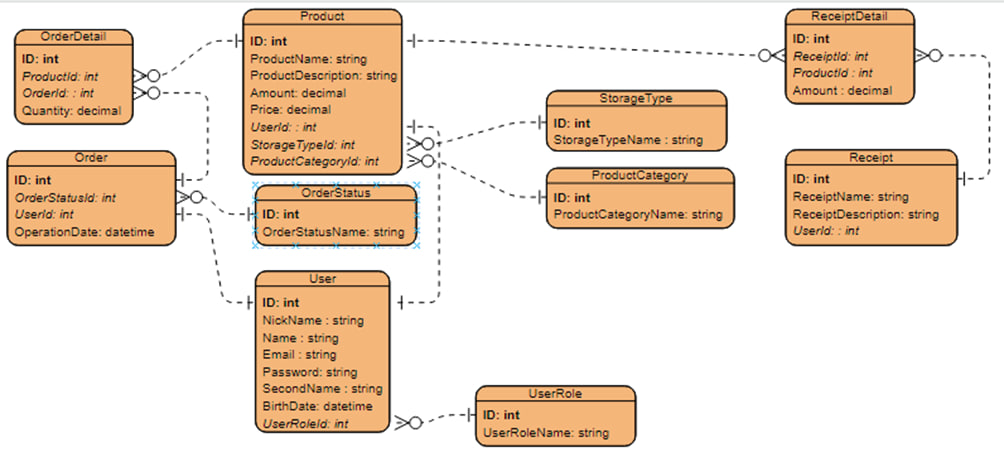 OrderDetail
ID: int
ProductId: int
OrderId: : int
Quantity: decimal
Product
ID: int
ProductName: string
ProductDescription: string
Amount: decimal
Price: decimal
UserId: : int
StorageTypeId: int
ProductCategoryId: int
ReceiptDetail
ID: int
ReceiptId: int
ProductId : int
Amount : decimal
StorageType
ID: int
StorageTypeName : string
Order
ID: int
OrderStatusId: int
UserId: int
OperationDate: datetime
OrderStatus
ID: int
OrderStatusName: string
ProductCategory
ID: int
ProductCategoryName: string
Receipt
ID: int
ReceiptName: string
ReceiptDescription: string
UserId: : int
User
ID: int
NickName : string
Name : string
Email : string
Password: string
SecondName : string
BirthDate: datetime
UserRoleId: int
UserRole
ID: int
UserRoleName: string